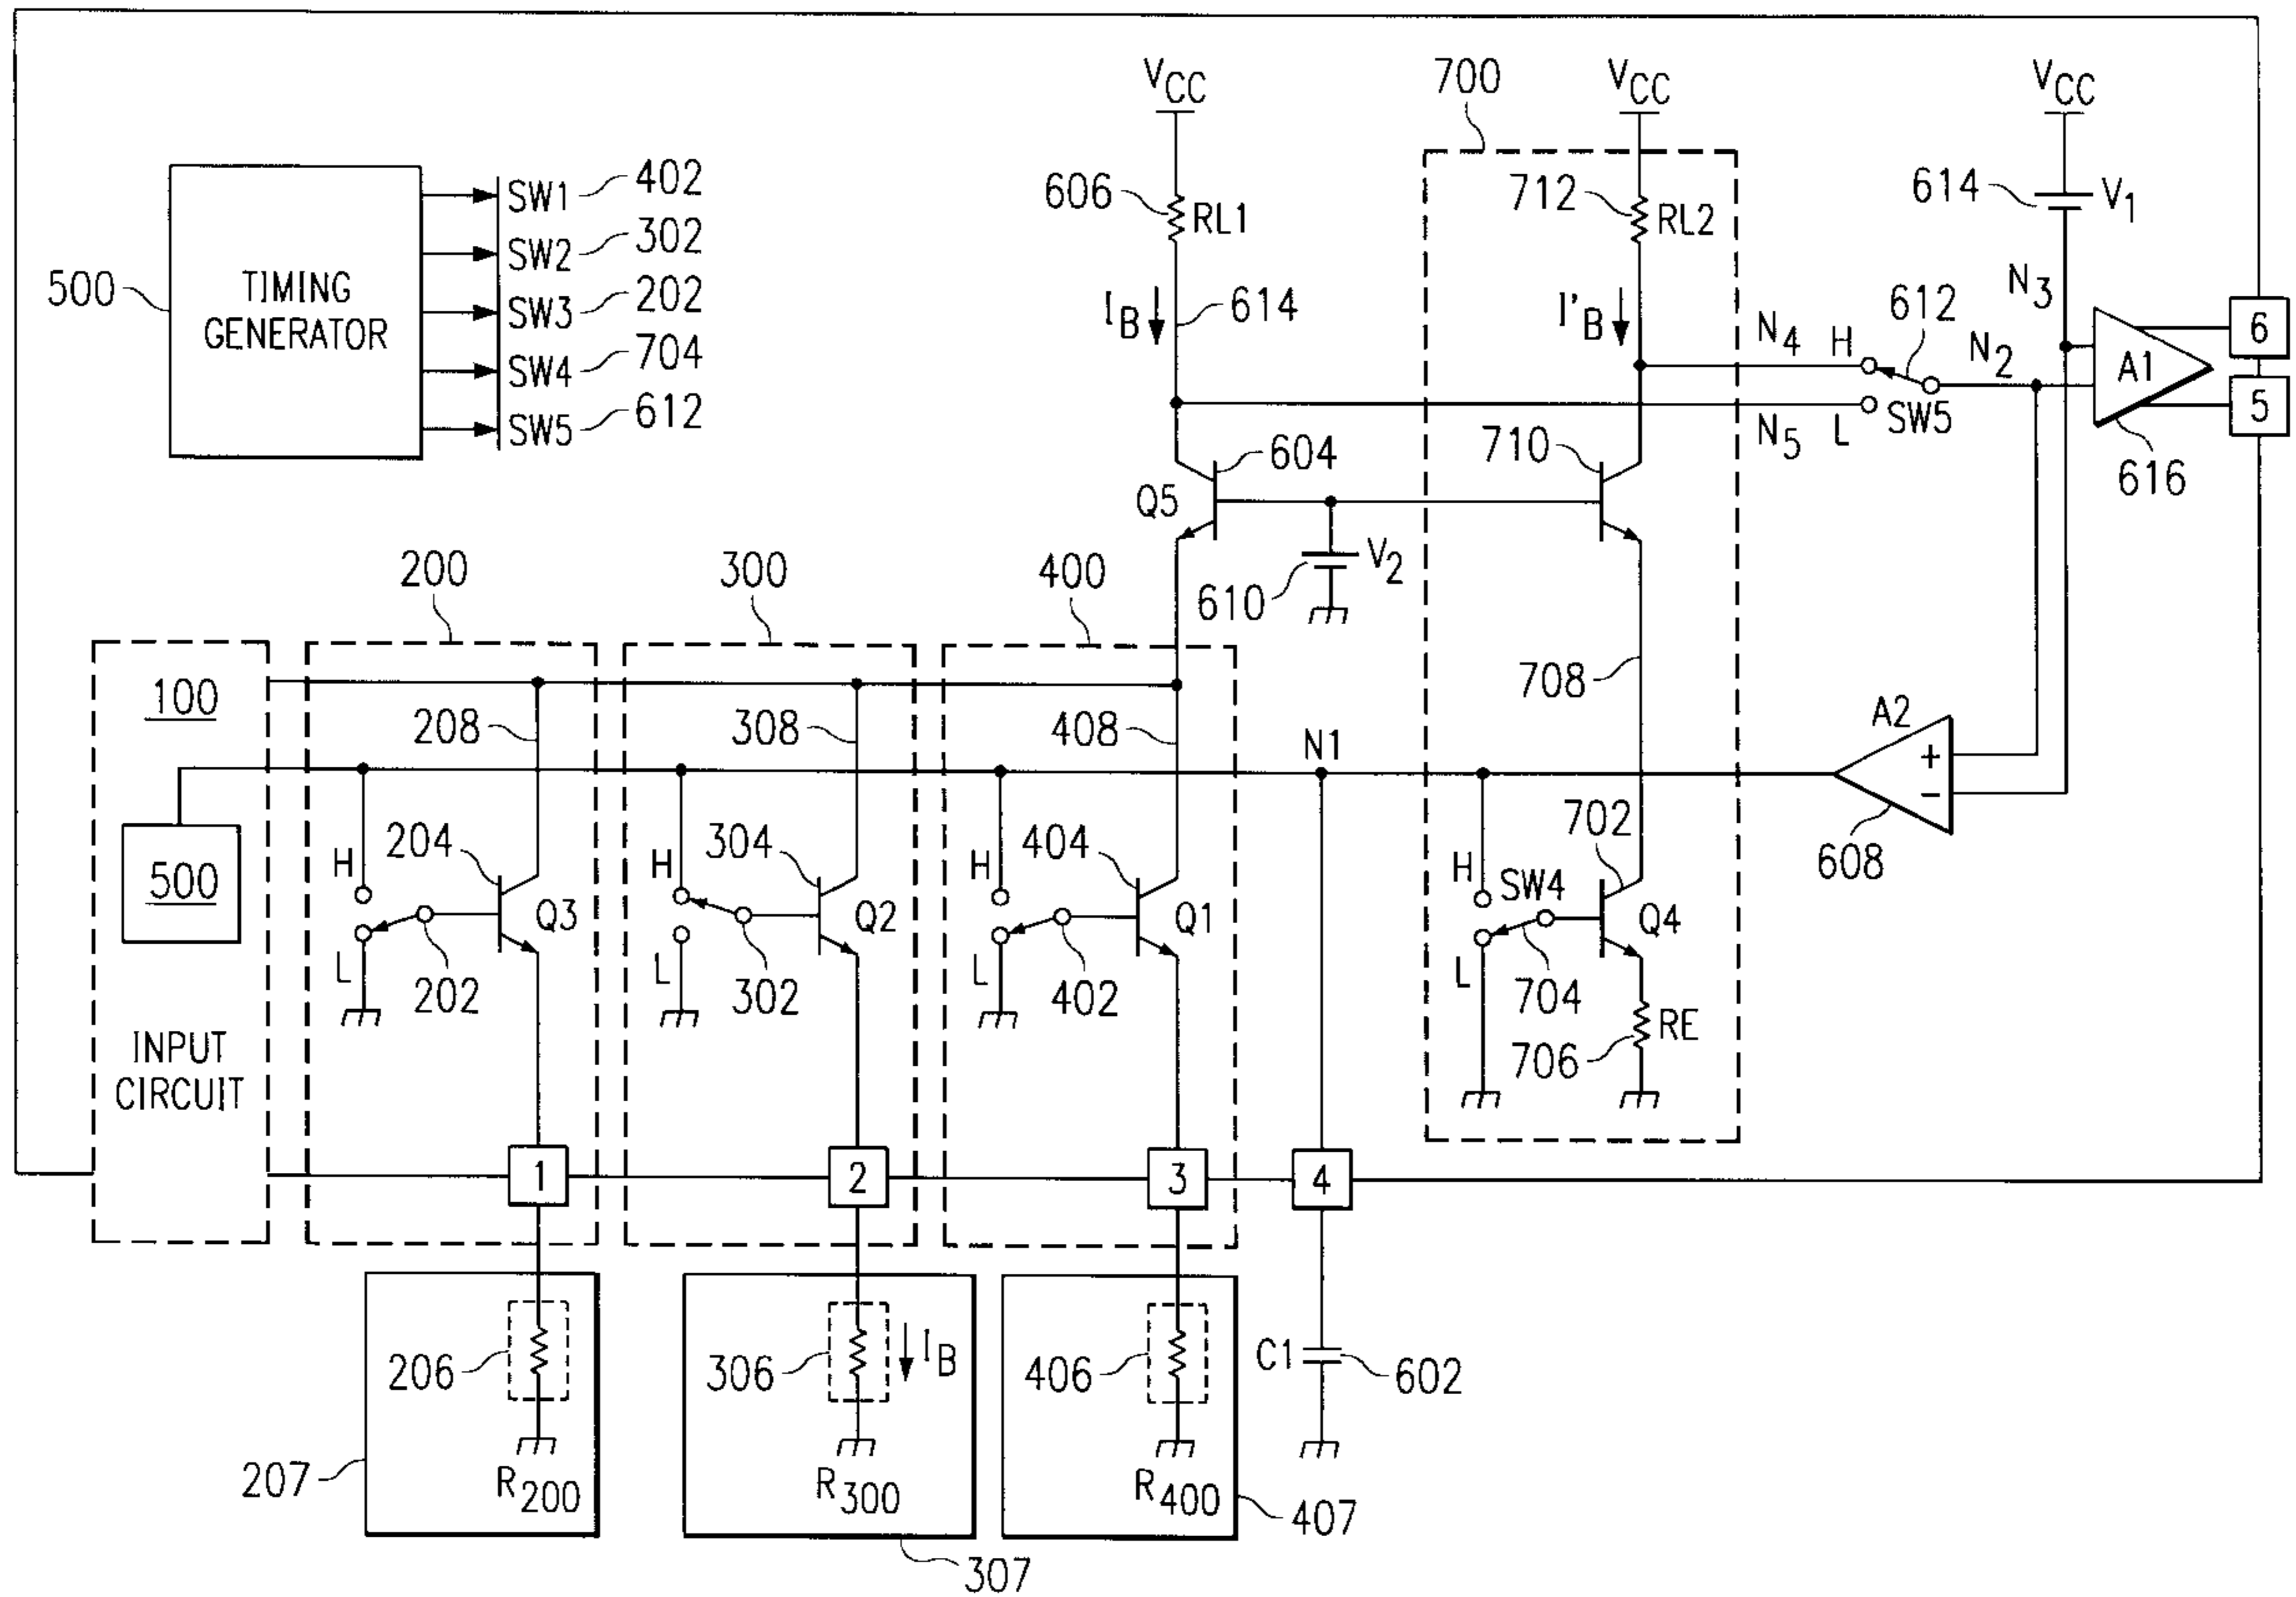 VCC
VCC
VCC
700
500
TIMING
GENERATOR
SW1 402
SW2 302
SW3 202
SW4 704
SW5 612
606
RL1
712
RL2
614
V1
IB
614
I'B
N3
N4
H
612
N2
A1
6
5
N5
L
SW5
616
Q5
604
710
610
V2
200
300
400
100
208
308
408
708
N1
A2
+
−
608
500
H
204
Q3
L
202
H
304
Q2
L
302
H
404
Q1
L
402
H
SW4
702
Q4
L
704
706
RE
INPUT
CIRCUIT
1
2
3
4
206
306
IB
406
C1
602
207
R200
R300
R400
407
307